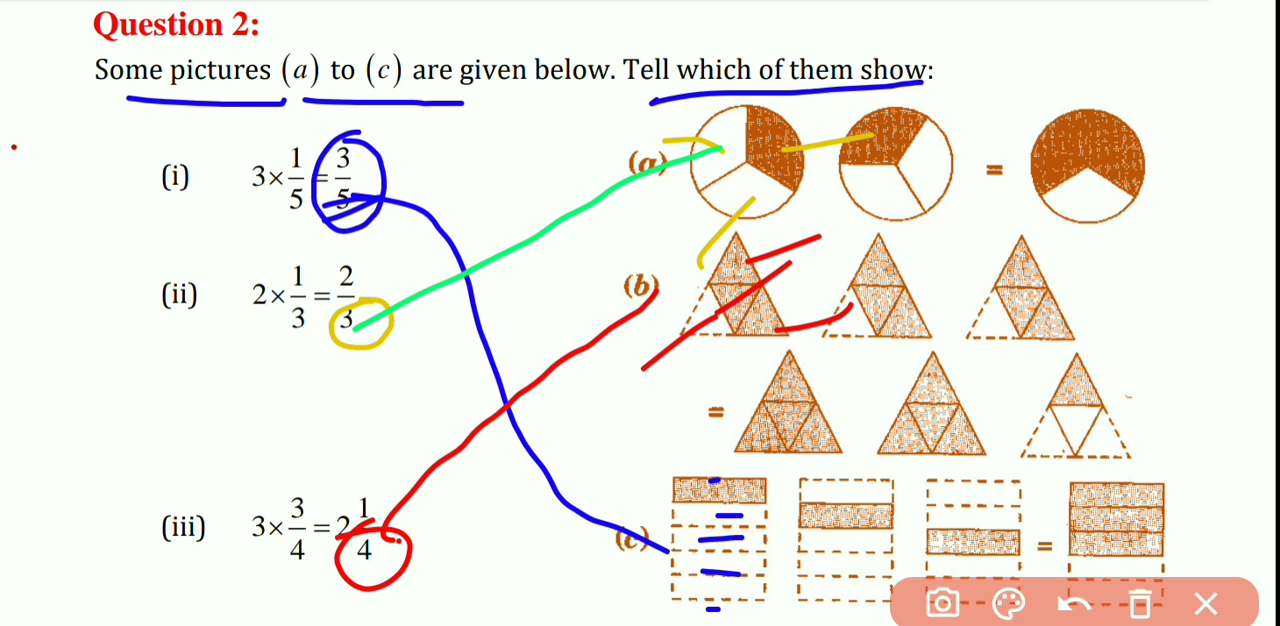 Question 2:
Some pictures (a) to (c) are given below. Tell which of them show:
(i) 3× 1/5 = 3/5 (a) =
(ii) 2× 1/3 = 2/3 (b)
=
(iii) 3× 3/4 = 2 1/4 (c) =